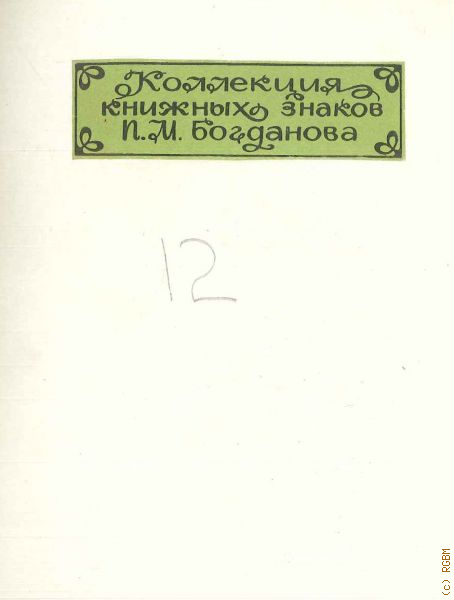 Коллекция
книжных знаков
П.М. Богданова
12
(c) RGBM